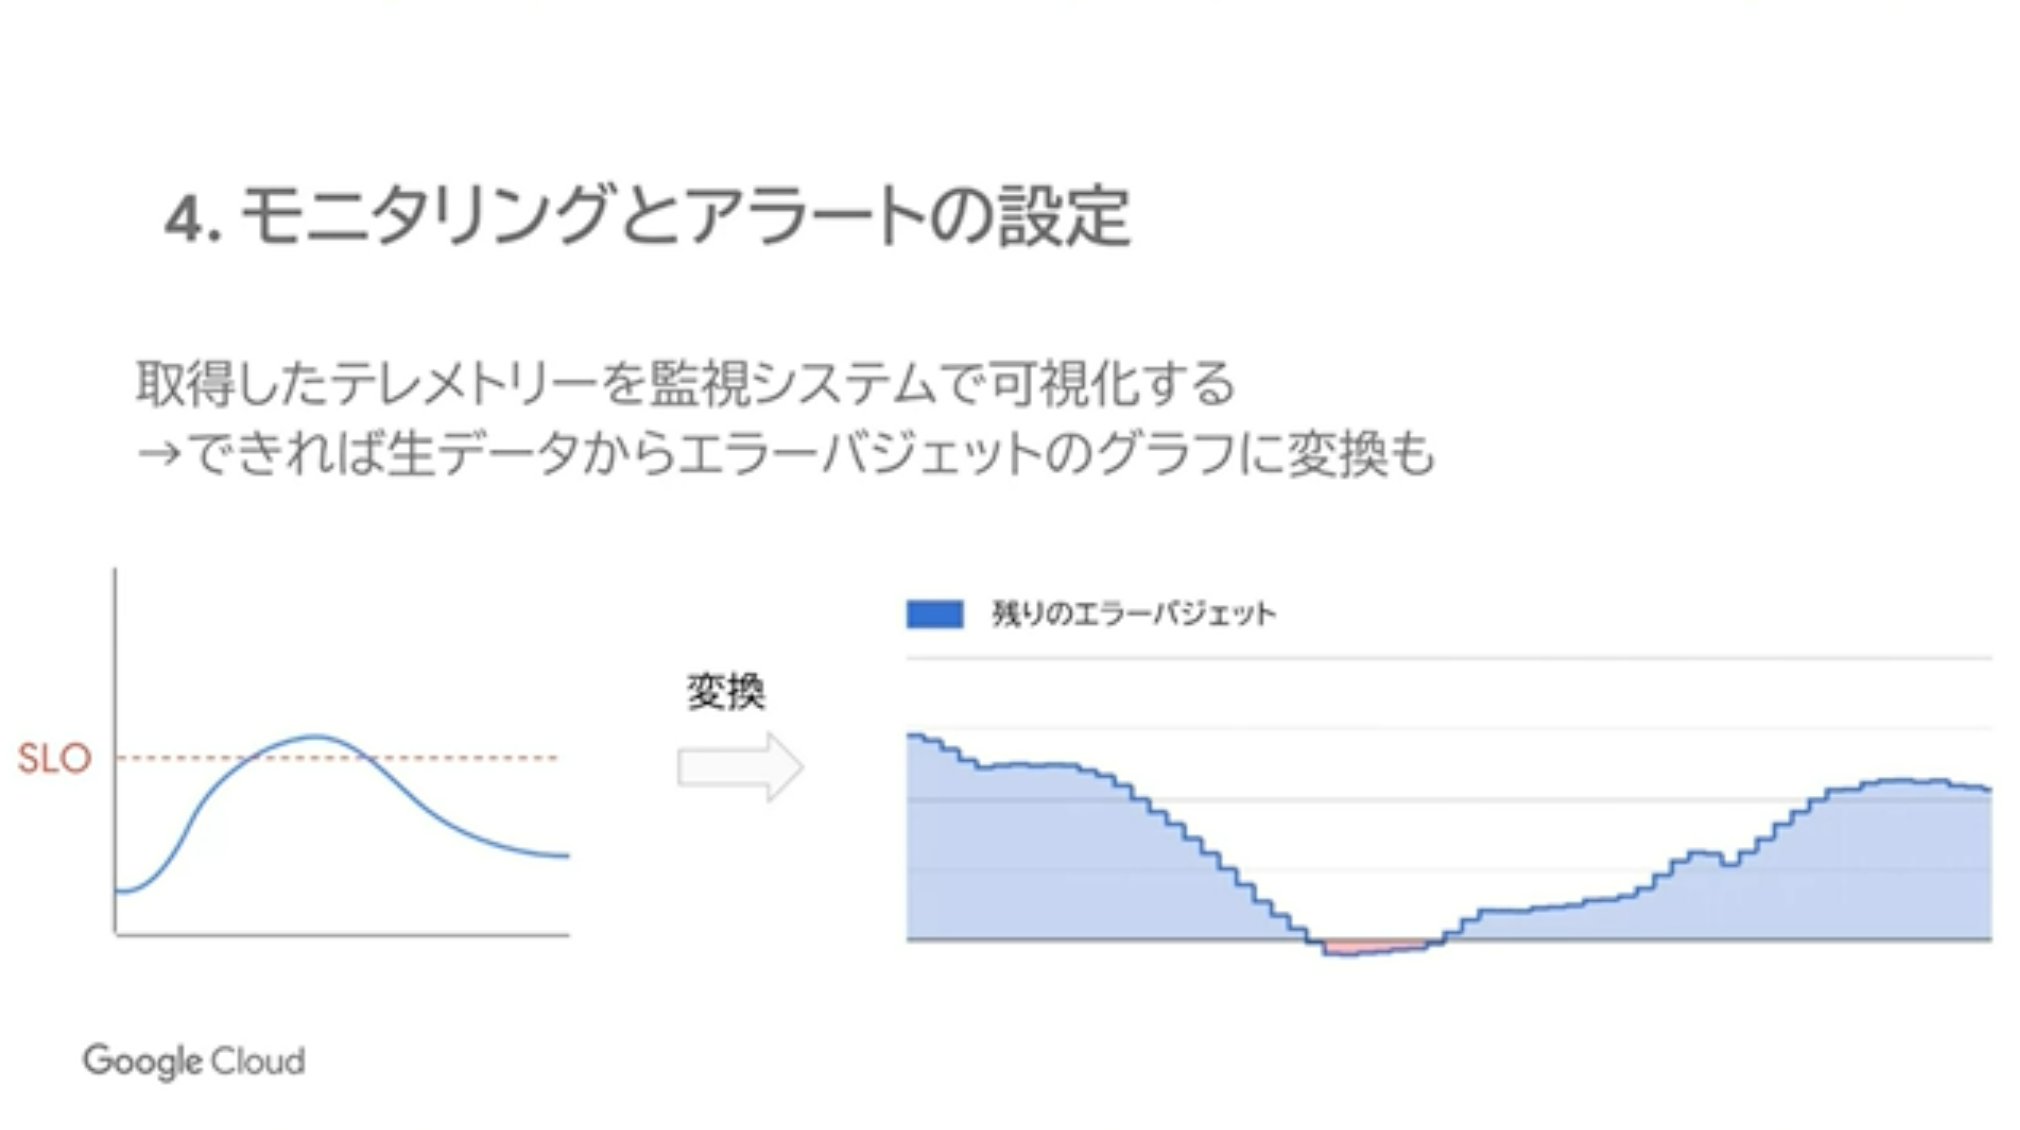 4. モニタリングとアラートの設定
取得したテレメトリーを監視システムで可視化する
→できれば生データからエラーバジェットのグラフに変換も
残りのエラーバジェット
変換
SLO
Google Cloud